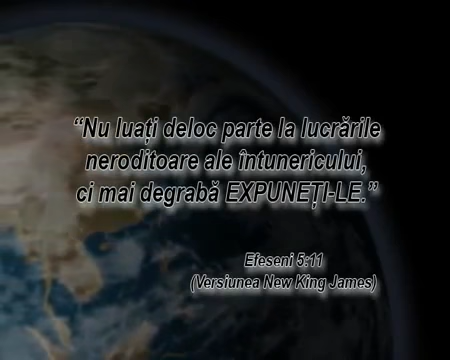 “Nu luați deloc parte la lucrările
neroditoare ale întunericului,
ci mai degrabă EXPUNEȚI-LE.”
Efeseni 5:11
(Versiunea New King James)